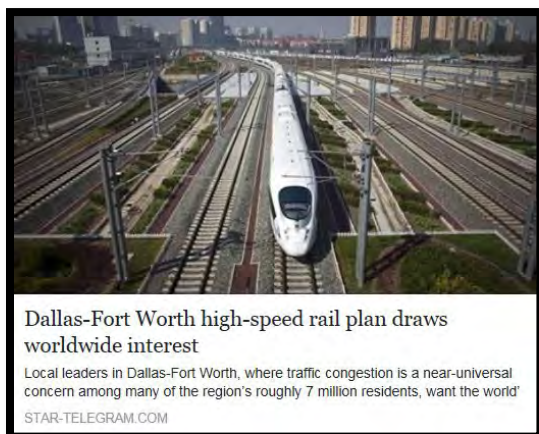 Dallas-Fort Worth high-speed rail plan draws
worldwide interest
Local leaders in Dallas-Fort Worth, where traffic congestion is a near-universal
concern among many of the region's roughly 7 million residents, want the world'
STAR-TELEGRAM.COM